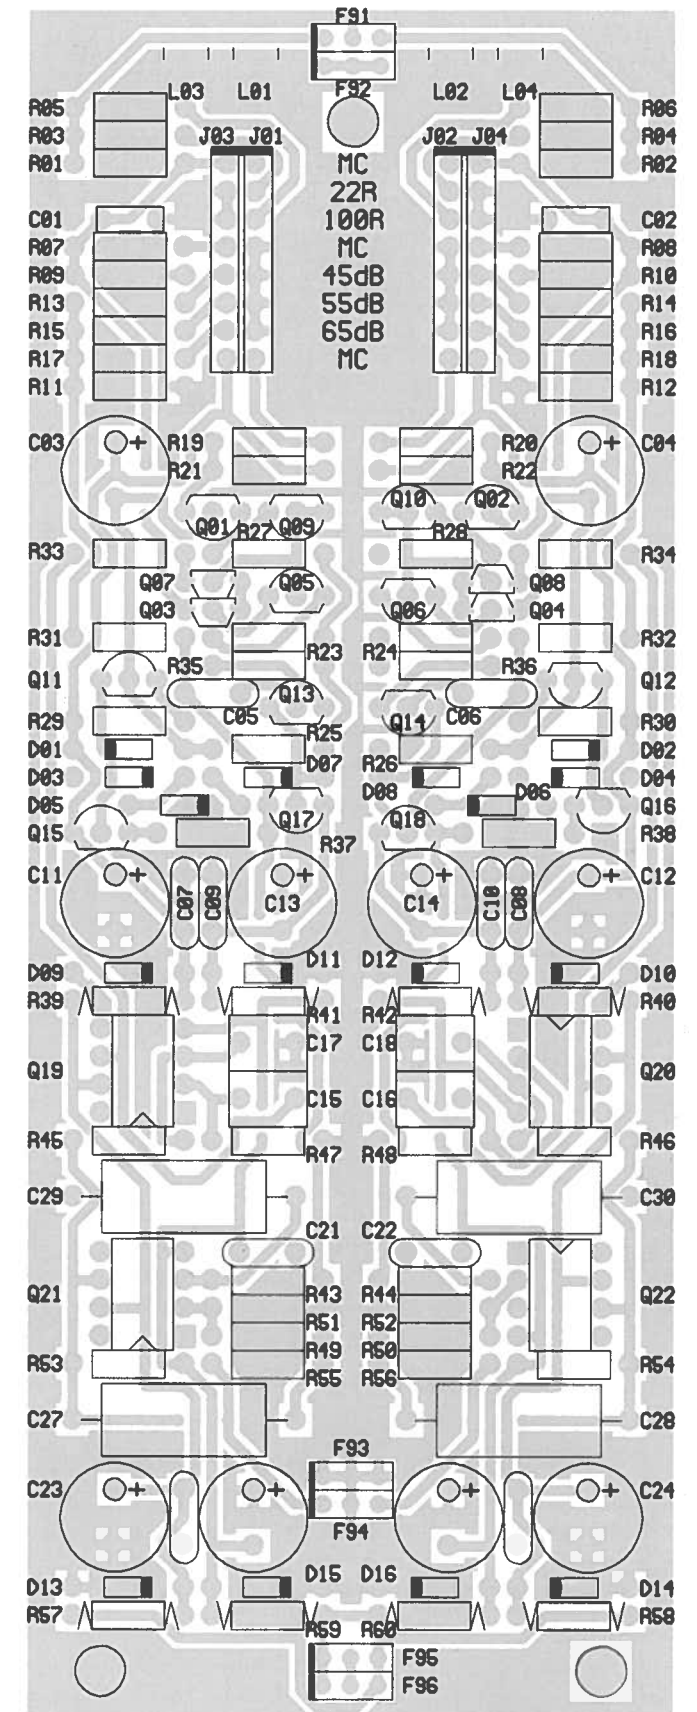 F91
L03 L01 F92 L02 L04
R05 R06
R03 J03 J01 J02 J04 R04
R01 MC R02
22R
C01 100R C02
R07 MC R08
R09 45dB R10
R13 55dB R14
R15 65dB R16
R17 MC R18
R11 R12
C03 R19 R20 C04
R21 R22
Q10 Q02
Q01 R27 Q09 R28
R33 R34
Q07 Q05 Q08
Q03 Q06 Q04
R31 R32
R23 R24
Q11 R35 R36 Q12
Q13
R29 C05 Q14 C06 R30
R25
D01 D02
D07 R26
D03 D04
D05 D08 D06 Q16
Q15 Q17 Q18 R38
R37
C11 C12
C07 C09 C13 C14 C10 C08
D09 D11 D12 D10
R39 R40
R41 R42
C17 C18
Q19 Q20
C15 C16
R45 R46
R47 R48
C29 C30
C21 C22
Q21 R43 R44 Q22
R51 R52
R49 R50
R53 R54
R55 R56
C27 C28
F93
C23 C24
F94
D13 D15 D16 D14
R57 R58
R59 R60
F95
F96